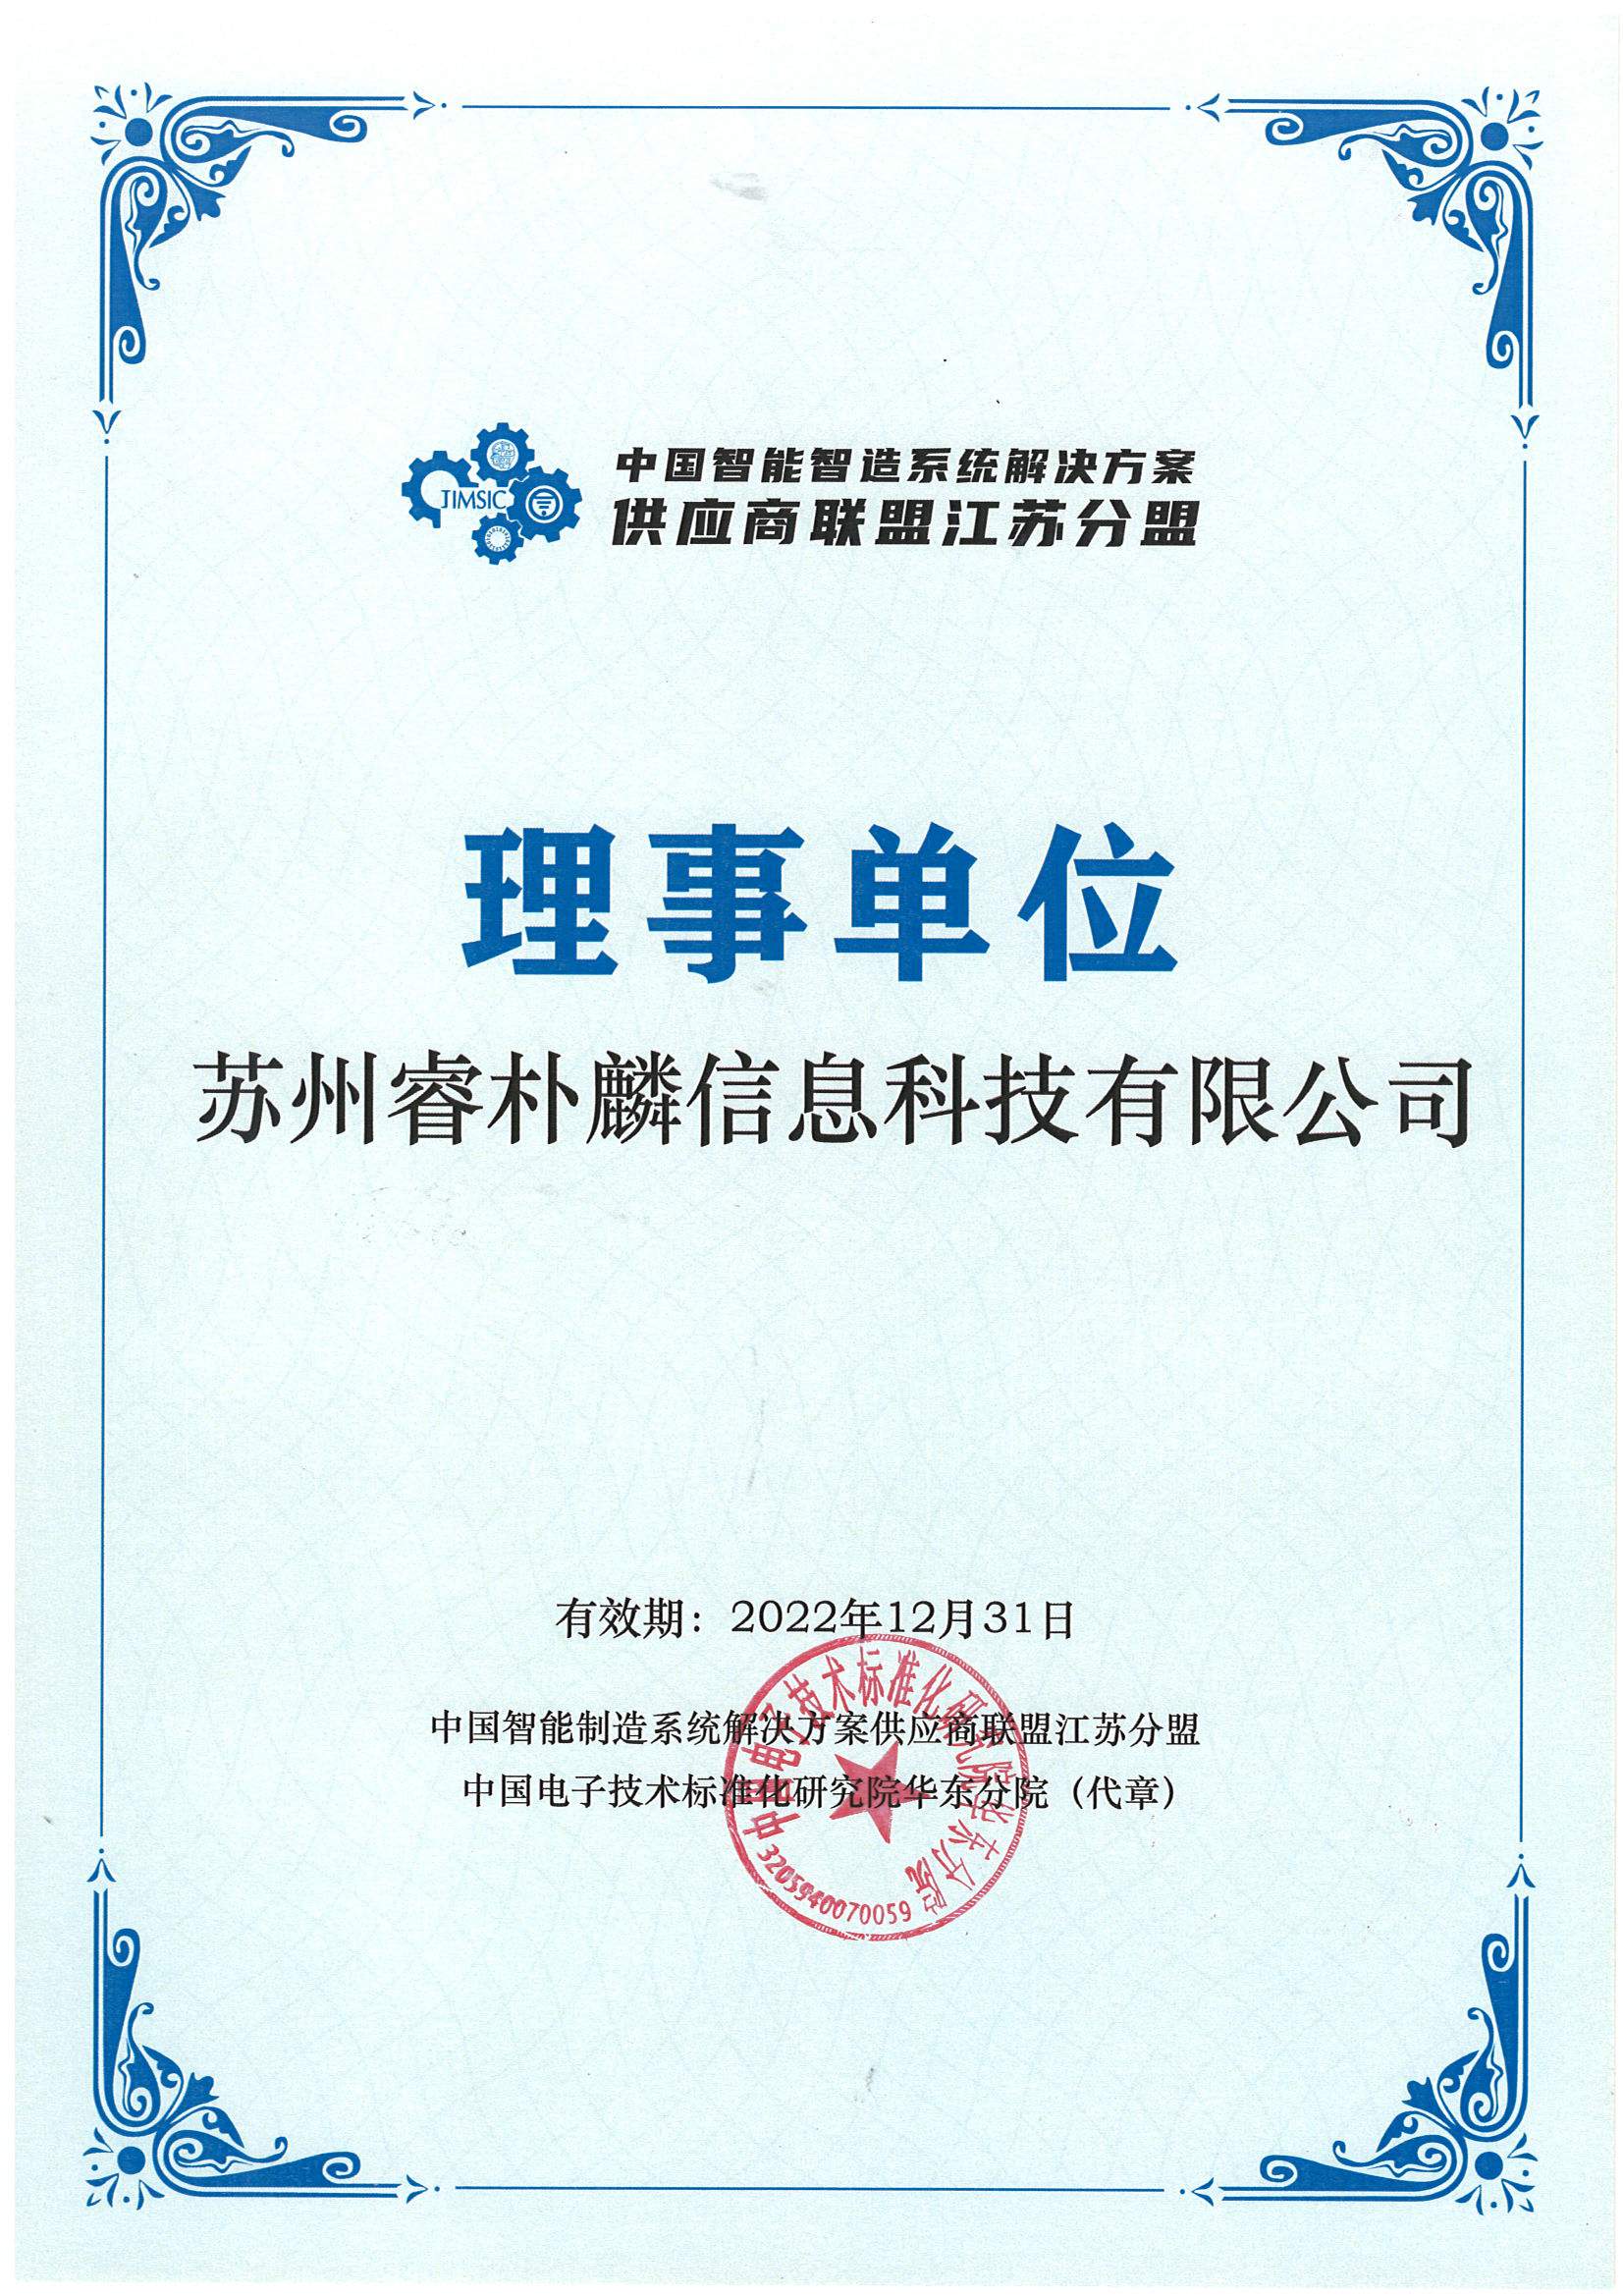 JIMSIC
中国智能智造系统解决方案
供应商联盟江苏分盟
理事单位
苏州睿朴麟信息科技有限公司
有效期：2022年12月31日
中国智能制造系统解决方案供应商联盟江苏分盟
中国电子技术标准化研究院华东分院（代章）
中国电子技术标准化研究院华东分院
3205940070059